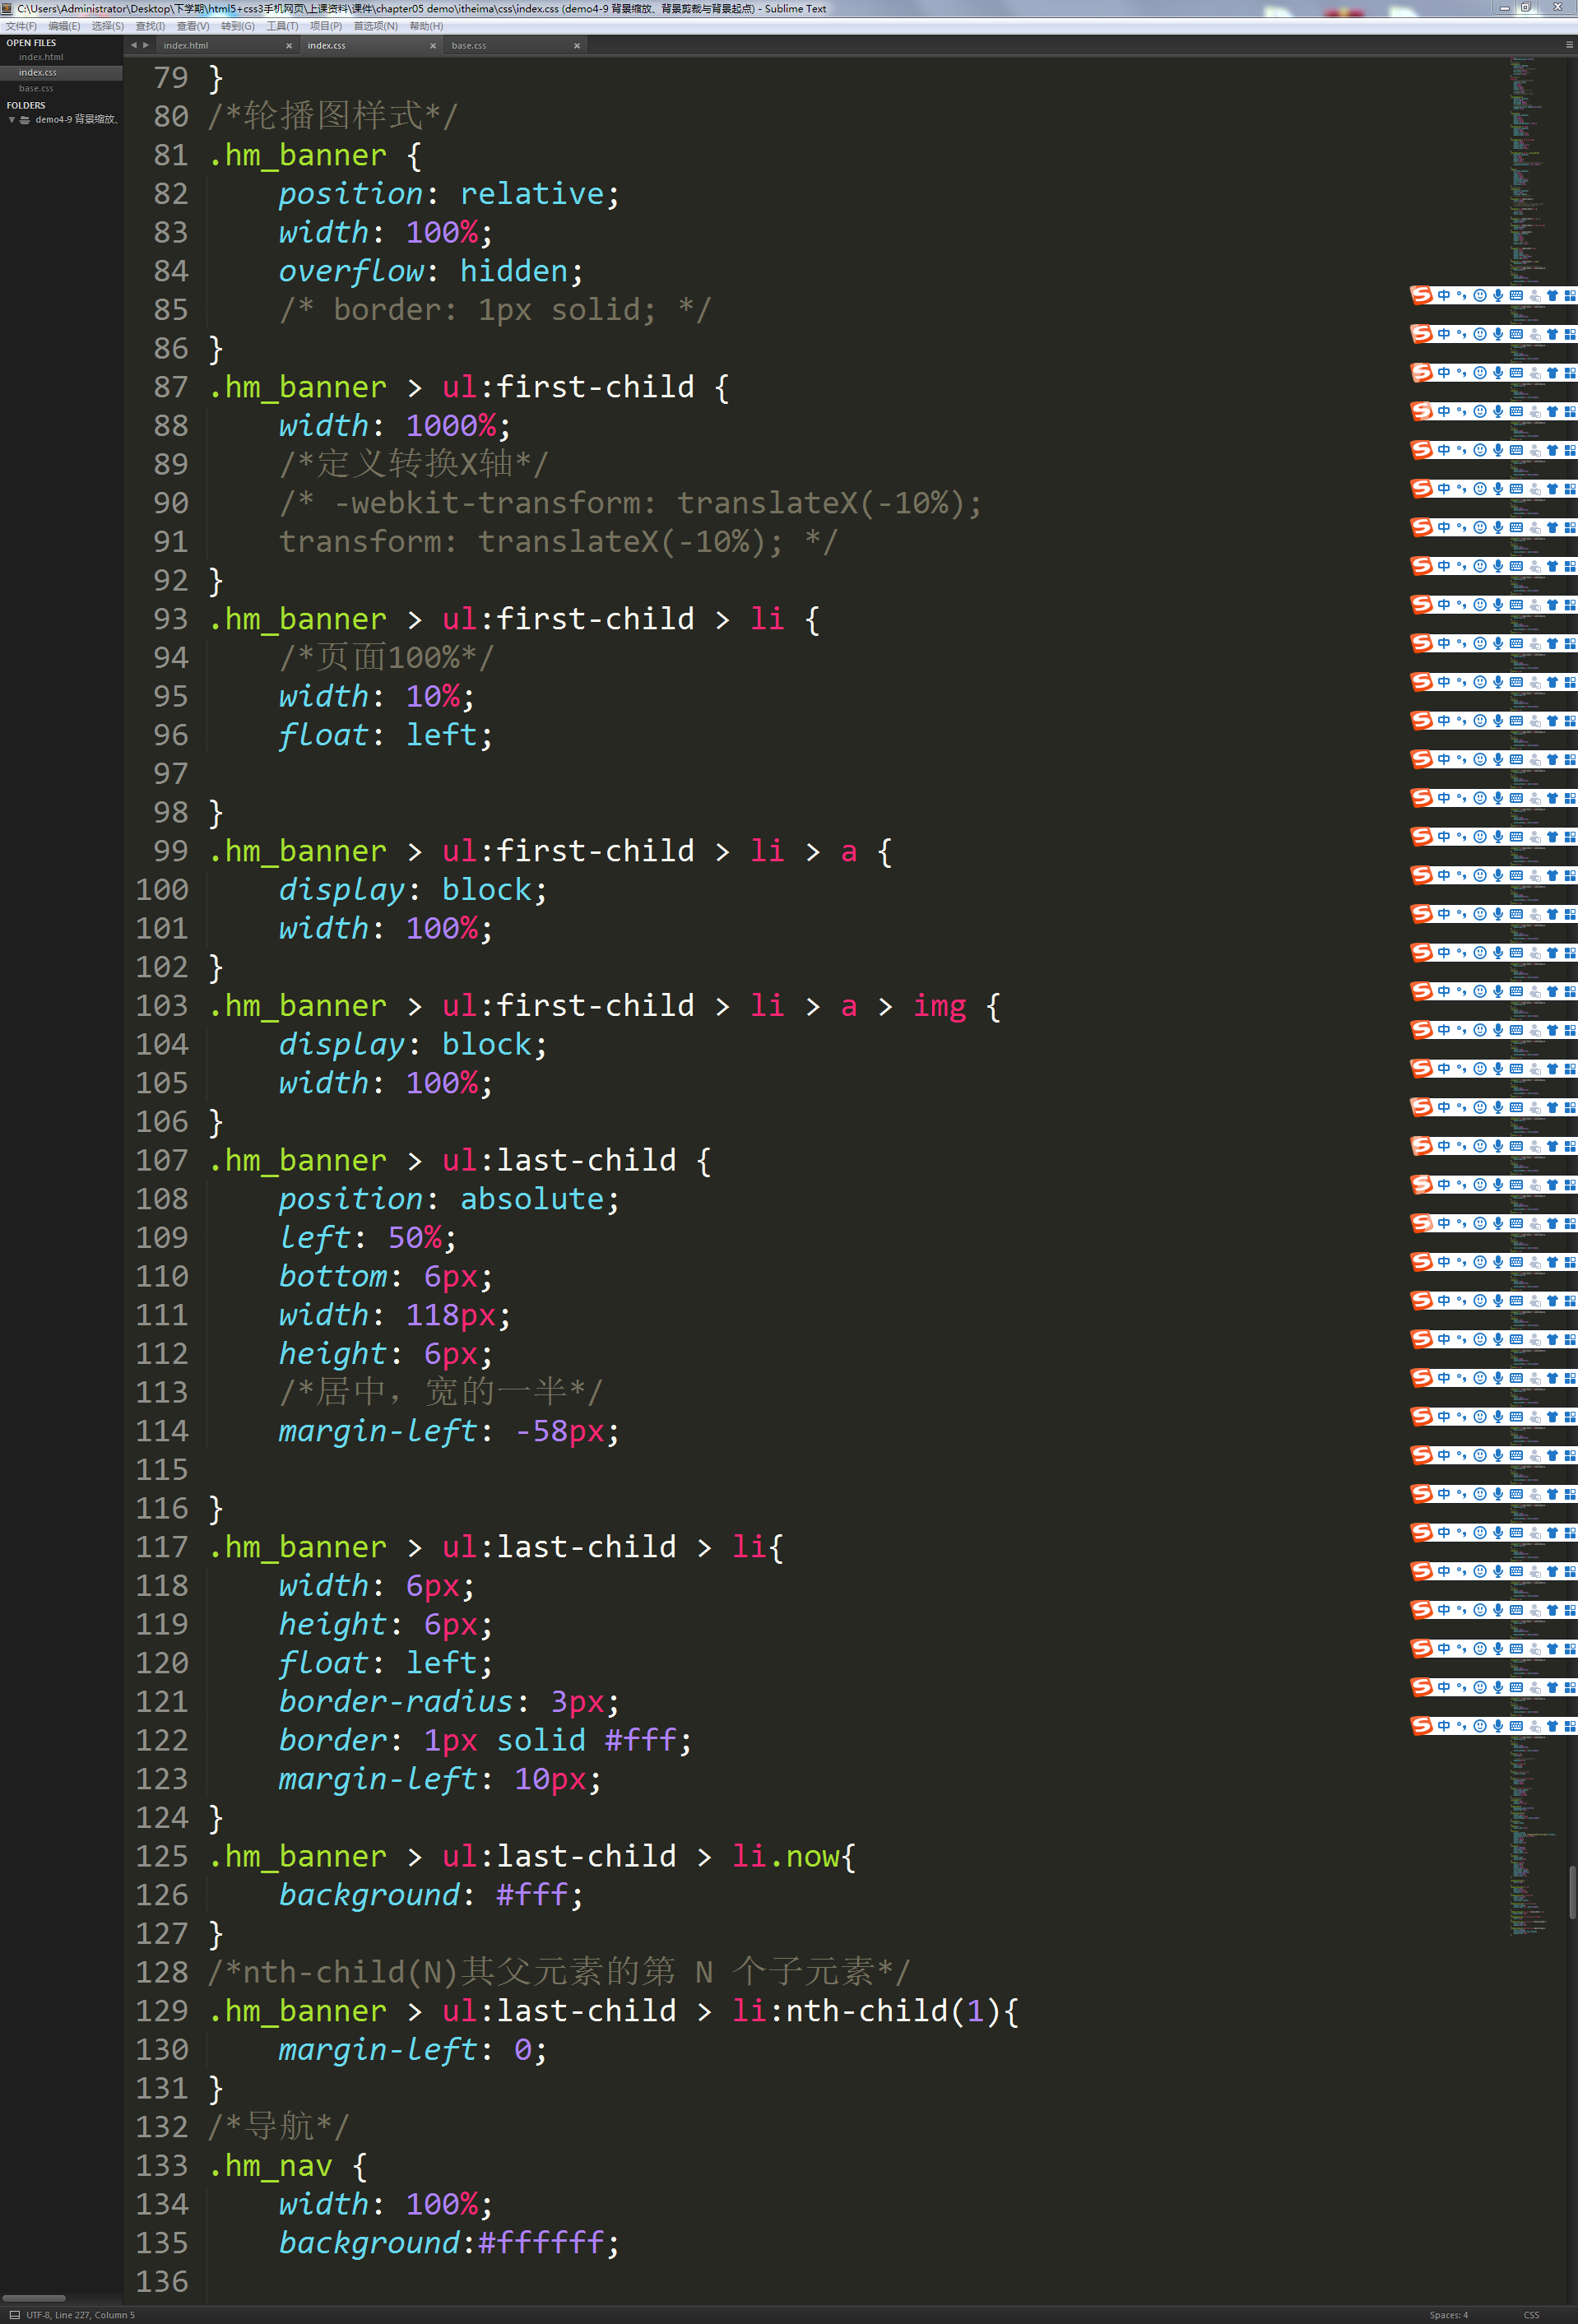 C:\Users\Administrator\Desktop\下学期\html5+css3手机网页\上课资料\课件\chapter05 demo\itheima\css\index.css (demo4-9 背景缩放、背景剪裁与背景起点) - Sublime Text
文件(F) 编辑(E) 选择(S) 查找(I) 查看(V) 转到(G) 工具(T) 项目(P) 首选项(N) 帮助(H)
OPEN FILES
index.html
index.css
base.css
FOLDERS
demo4-9 背景缩放、
index.html × index.css × base.css ×
79 }
80 /*轮播图样式*/
81 .hm_banner {
82     position: relative;
83     width: 100%;
84     overflow: hidden;
85     /* border: 1px solid; */
86 }
87 .hm_banner > ul:first-child {
88     width: 1000%;
89     /*定义转换X轴*/
90     /* -webkit-transform: translateX(-10%);
91     transform: translateX(-10%); */
92 }
93 .hm_banner > ul:first-child > li {
94     /*页面100%*/
95     width: 10%;
96     float: left;
97
98 }
99 .hm_banner > ul:first-child > li > a {
100     display: block;
101     width: 100%;
102 }
103 .hm_banner > ul:first-child > li > a > img {
104     display: block;
105     width: 100%;
106 }
107 .hm_banner > ul:last-child {
108     position: absolute;
109     left: 50%;
110     bottom: 6px;
111     width: 118px;
112     height: 6px;
113     /*居中，宽的一半*/
114     margin-left: -58px;
115
116 }
117 .hm_banner > ul:last-child > li{
118     width: 6px;
119     height: 6px;
120     float: left;
121     border-radius: 3px;
122     border: 1px solid #fff;
123     margin-left: 10px;
124 }
125 .hm_banner > ul:last-child > li.now{
126     background: #fff;
127 }
128 /*nth-child(N)其父元素的第 N 个子元素*/
129 .hm_banner > ul:last-child > li:nth-child(1){
130     margin-left: 0;
131 }
132 /*导航*/
133 .hm_nav {
134     width: 100%;
135     background:#ffffff;
136
UTF-8, Line 227, Column 5
Spaces: 4 CSS